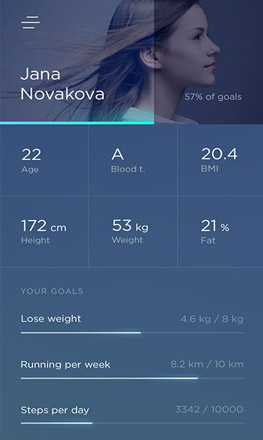 Jana
Novakova
57% of goals
22
Age
A
Blood t.
20.4
BMI
172 cm
Height
53 kg
Weight
21 %
Fat
YOUR GOALS
Lose weight 4.6 kg / 8 kg
Running per week 8.2 km / 10 km
Steps per day 3342 / 10000